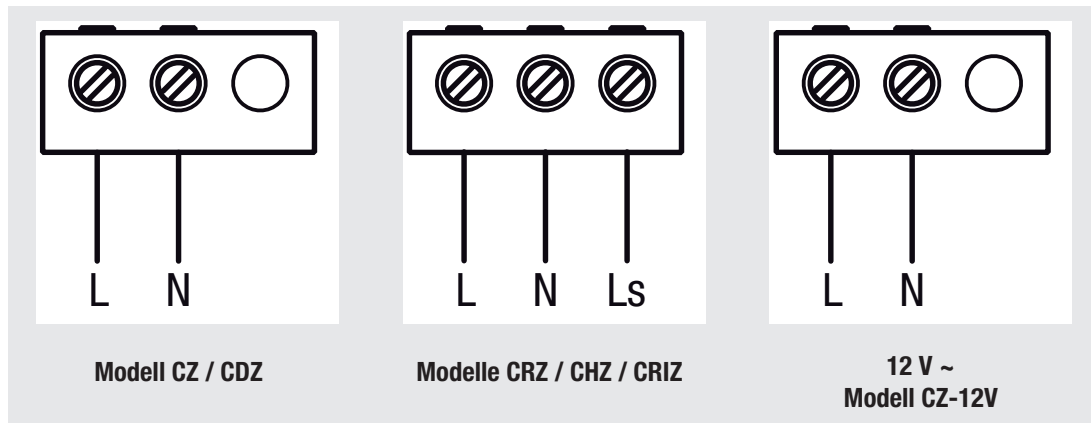 L N
L N Ls
L N
Modell CZ / CDZ
Modelle CRZ / CHZ / CRIZ
12 V ~
Modell CZ-12V